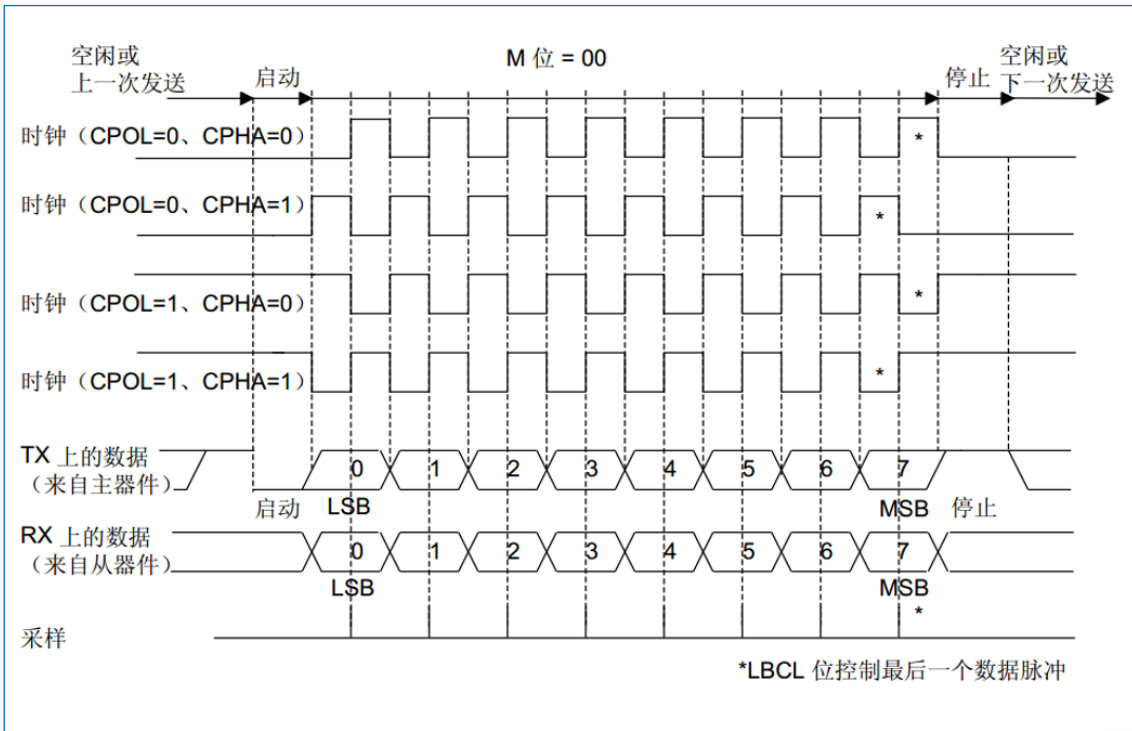 空闲或
上一次发送
启动
M 位 = 00
停止
空闲或
下一次发送
时钟（CPOL=0、CPHA=0）
*
时钟（CPOL=0、CPHA=1）
*
时钟（CPOL=1、CPHA=0）
*
时钟（CPOL=1、CPHA=1）
*
TX 上的数据
（来自主器件）
0 1 2 3 4 5 6 7
启动 LSB MSB 停止
RX 上的数据
（来自从器件）
0 1 2 3 4 5 6 7
LSB MSB
*
采样
*LBCL 位控制最后一个数据脉冲